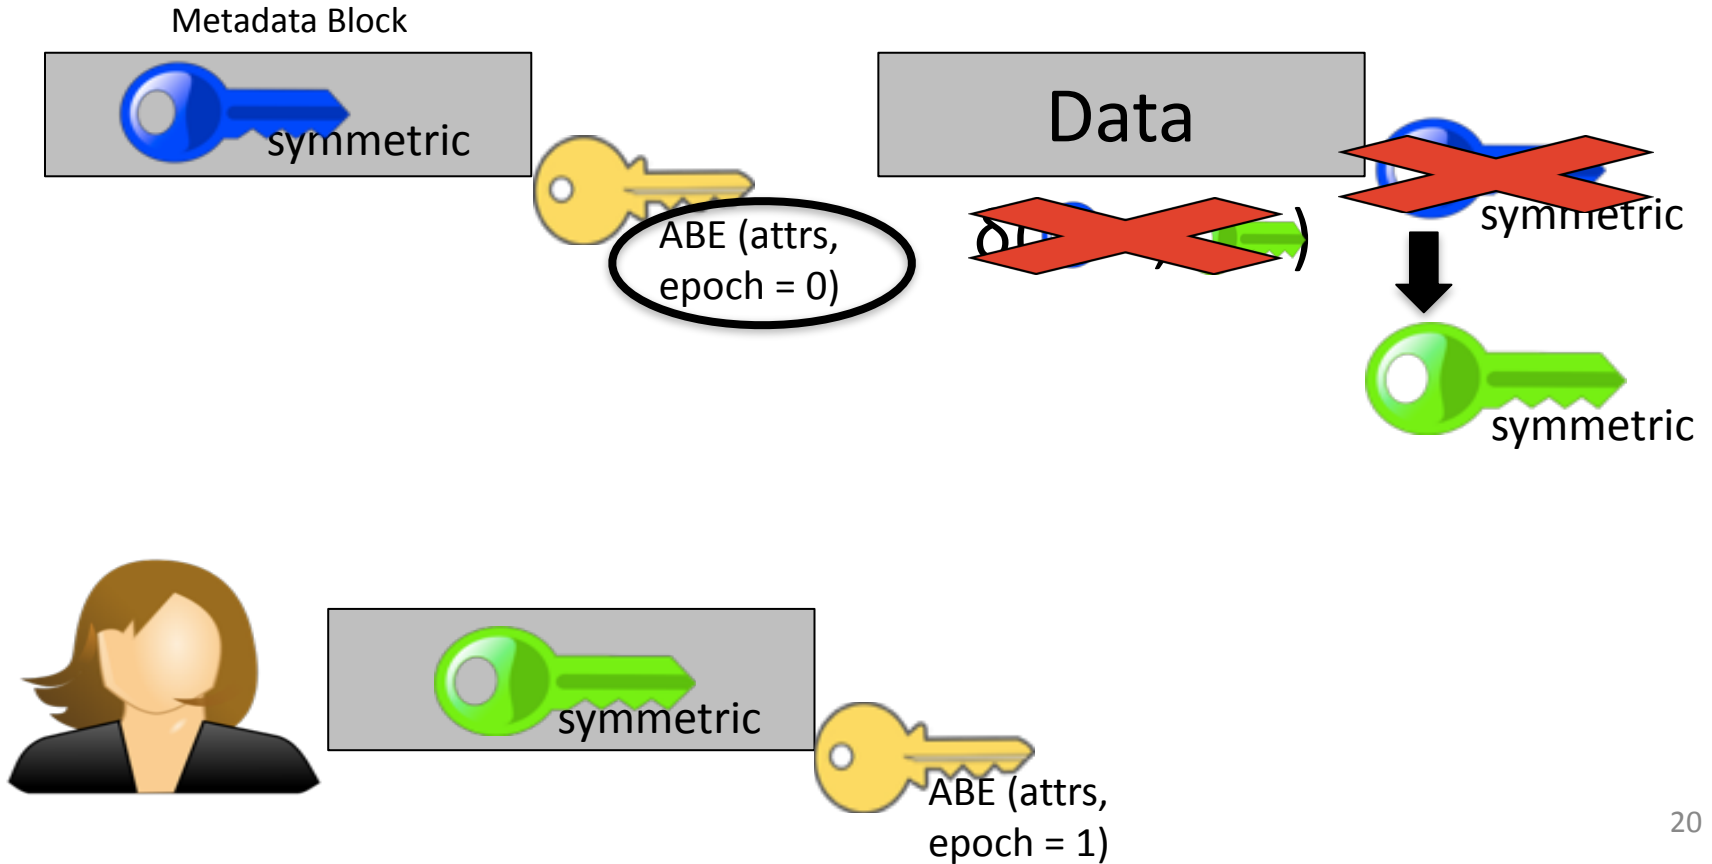 Metadata Block
symmetric
Data
symmetric
ABE (attrs,
epoch = 0)
δ( , )
symmetric
symmetric
ABE (attrs,
epoch = 1)
20